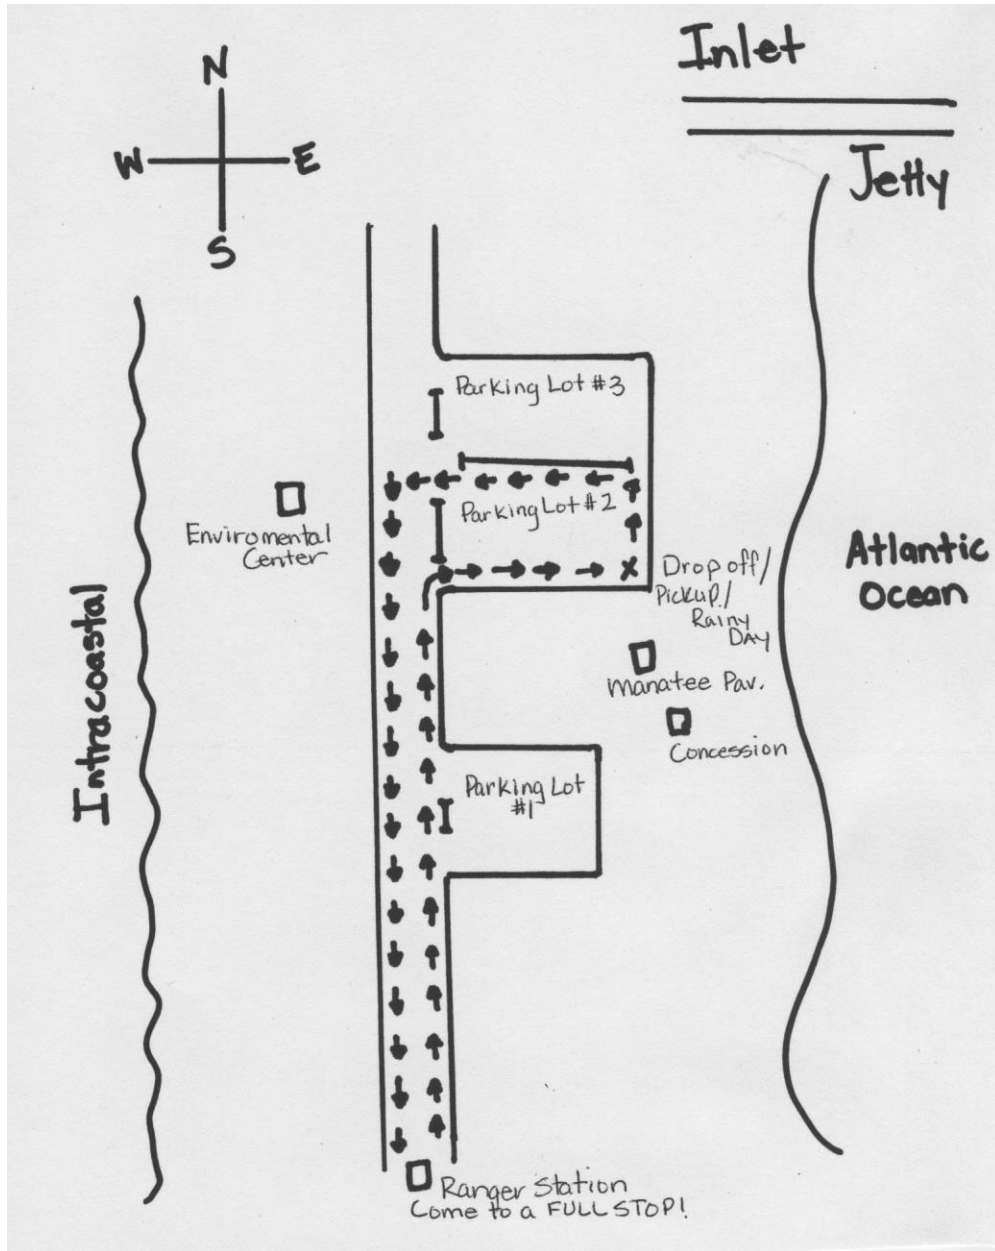 Inlet
N
W
E
Jetty
S
Parking Lot #3
Parking Lot #2
Enviromental
Center
Drop off/
Pickup/
Rainy
DAY
Atlantic
Ocean
Intracoastal
Manatee Pav.
Concession
Parking Lot
#1
Ranger Station
Come to a FULL STOP!